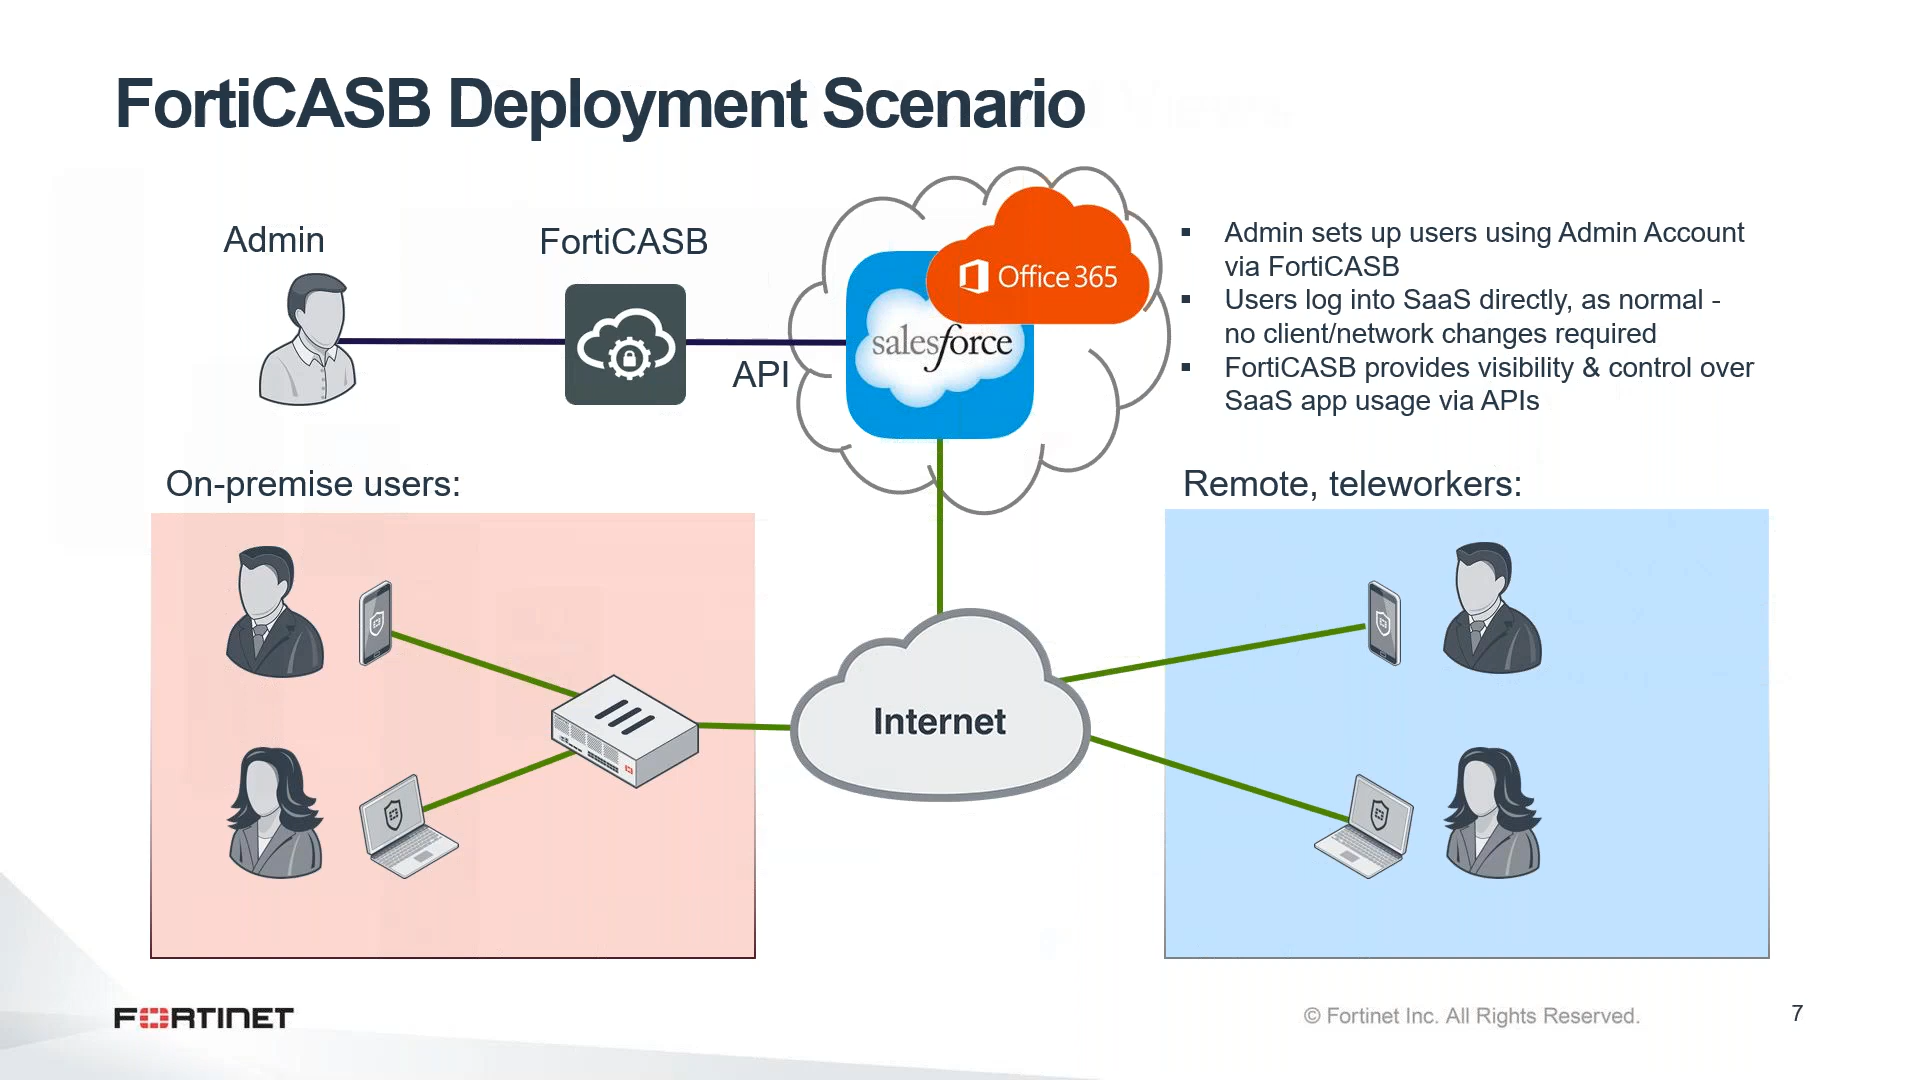 FortiCASB Deployment Scenario
Admin
FortiCASB
API
Office 365
salesforce
▪ Admin sets up users using Admin Account
via FortiCASB
▪ Users log into SaaS directly, as normal -
no client/network changes required
▪ FortiCASB provides visibility & control over
SaaS app usage via APIs
On-premise users:
Remote, teleworkers:
Internet
FORTINET
© Fortinet Inc. All Rights Reserved.
7